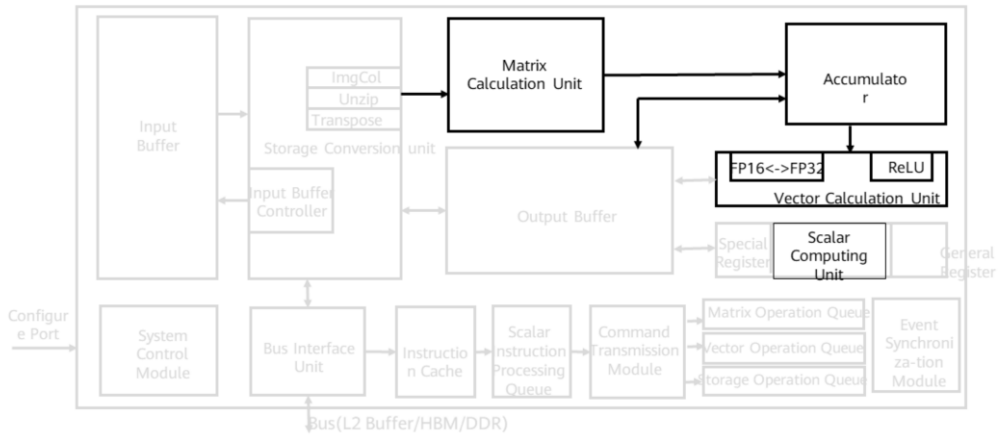 ImgCol
Unzip
Transpose
Storage Conversion unit
Input
Buffer
Input Buffer
Controller
Matrix
Calculation Unit
Accumulato
r
FP16<->FP32
ReLU
Vector Calculation Unit
Output Buffer
Special
Register
Scalar
Computing
Unit
General
Register
Configur
e Port
System
Control
Module
Bus Interface
Unit
Instructio
n Cache
Scalar
Instruction
Processing
Queue
Command
Transmission
Module
Matrix Operation Queue
Vector Operation Queue
Storage Operation Queue
Event
Synchroni
za-tion
Module
Bus(L2 Buffer/HBM/DDR)